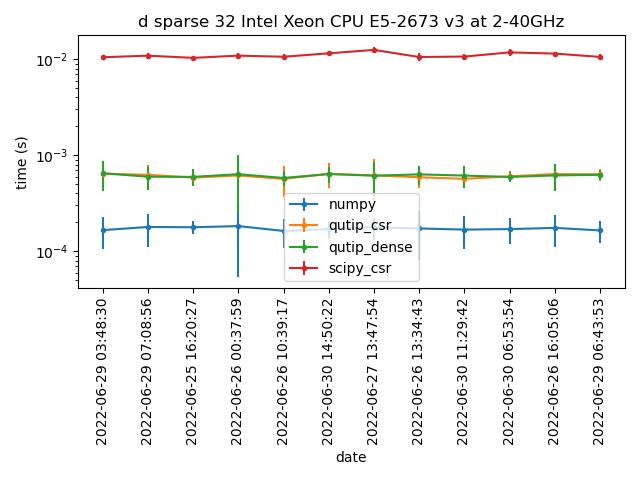 d sparse 32 Intel Xeon CPU E5-2673 v3 at 2-40GHz
time (s)
10⁻²
10⁻³
10⁻⁴
numpy
qutip_csr
qutip_dense
scipy_csr
2022-06-29 03:48:30
2022-06-29 07:08:56
2022-06-25 16:20:27
2022-06-26 00:37:59
2022-06-26 10:39:17
2022-06-30 14:50:22
2022-06-27 13:47:54
2022-06-26 13:34:43
2022-06-30 11:29:42
2022-06-30 06:53:54
2022-06-26 16:05:06
2022-06-29 06:43:53
date